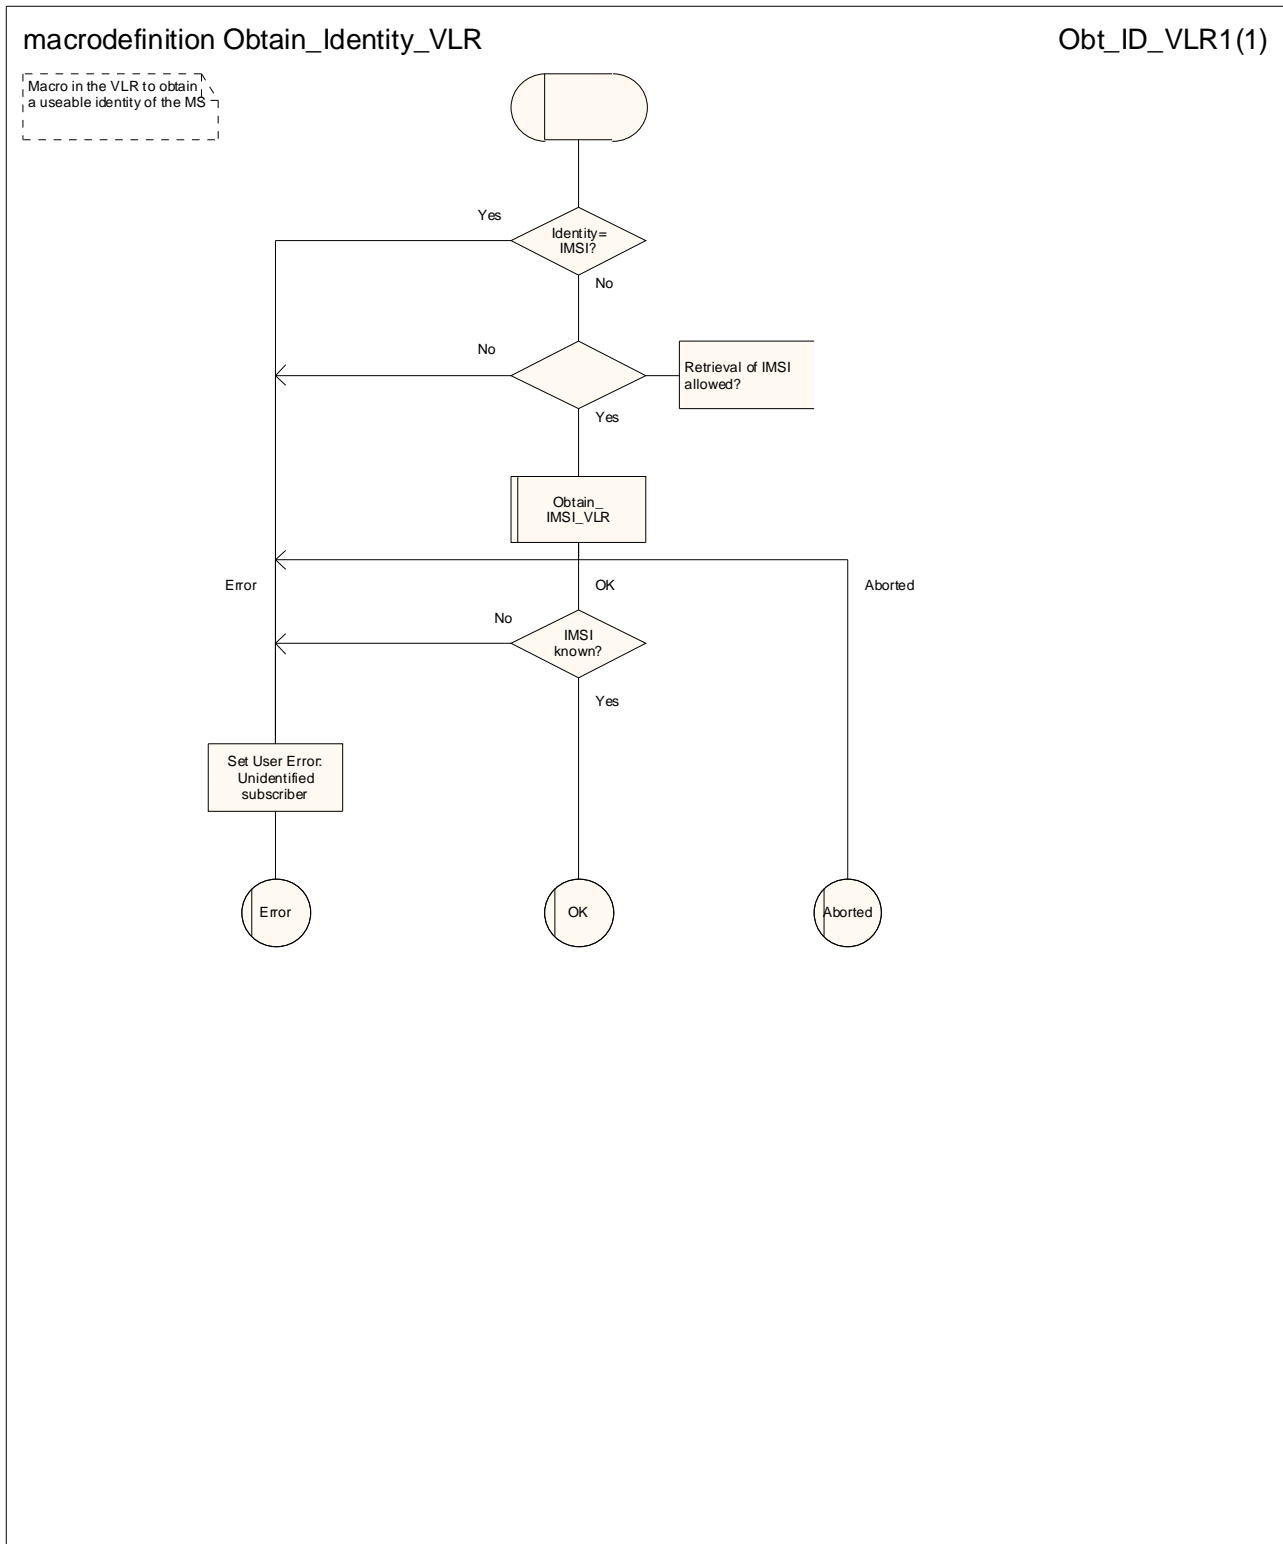 macrodefinition Obtain_Identity_VLR
Obt_ID_VLR1(1)
Macro in the VLR to obtain
a useable identity of the MS
Yes
Identity=
IMSI?
No
No
Retrieval of IMSI
allowed?
Yes
Obtain_
IMSI_VLR
Error
OK
Aborted
No
IMSI
known?
Yes
Set User Error:
Unidentified
subscriber
Error
OK
Aborted